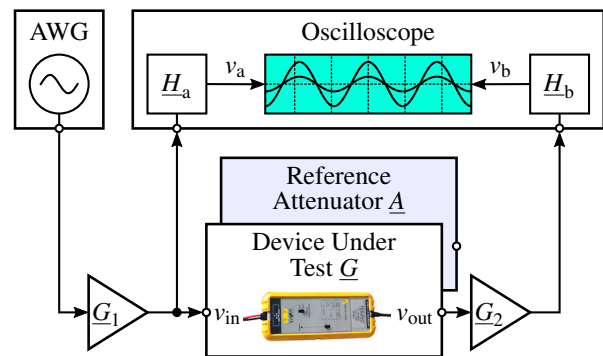 AWG
Oscilloscope
H_a
v_a
v_b
H_b
Reference
Attenuator A
Device Under
Test G
G_1
v_in
v_out
G_2